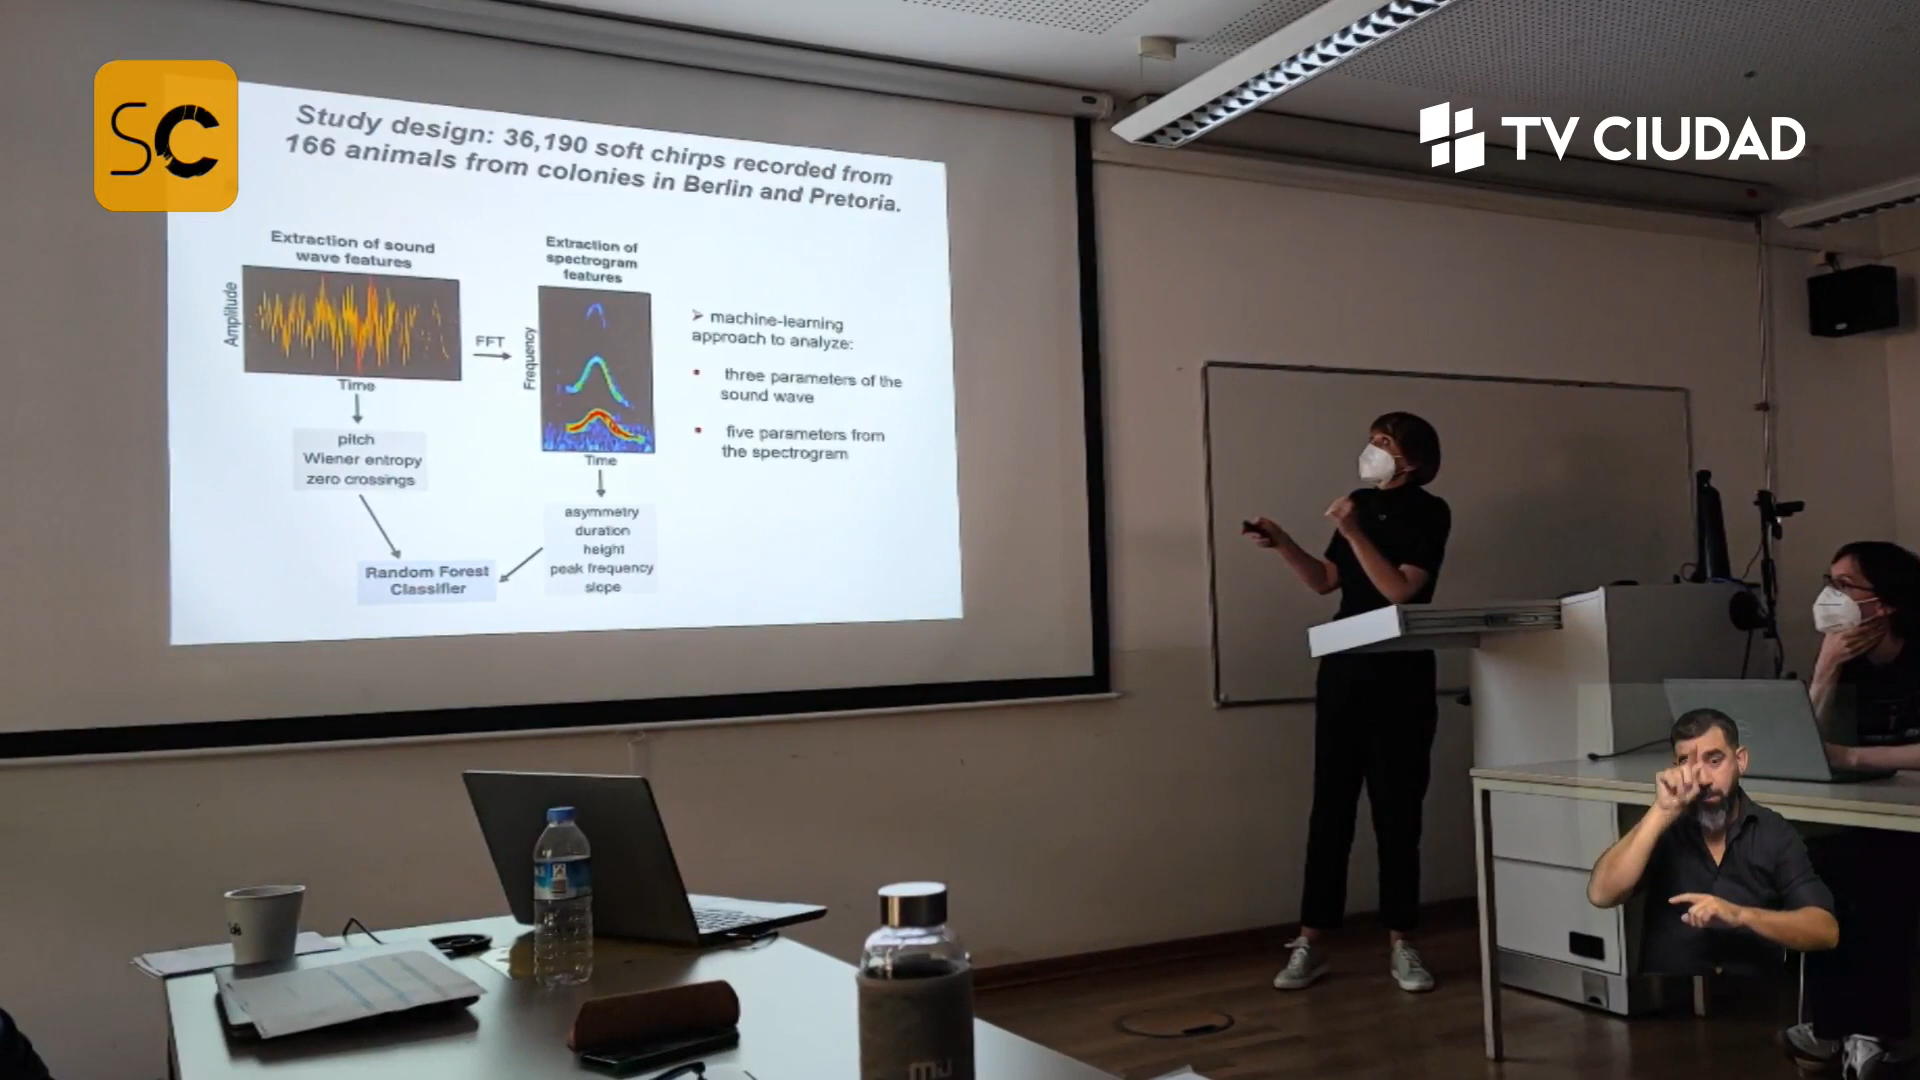 SC
TV CIUDAD
Study design: 36,190 soft chirps recorded from
166 animals from colonies in Berlin and Pretoria.
Extraction of sound
wave features
Amplitude
Time
FFT
Extraction of
spectrogram
features
Frequency
Time
pitch
Wiener entropy
zero crossings
asymmetry
duration
height
peak frequency
slope
Random Forest
Classifier
➤ machine-learning
approach to analyze:
▪ three parameters of the
sound wave
▪ five parameters from
the spectrogram